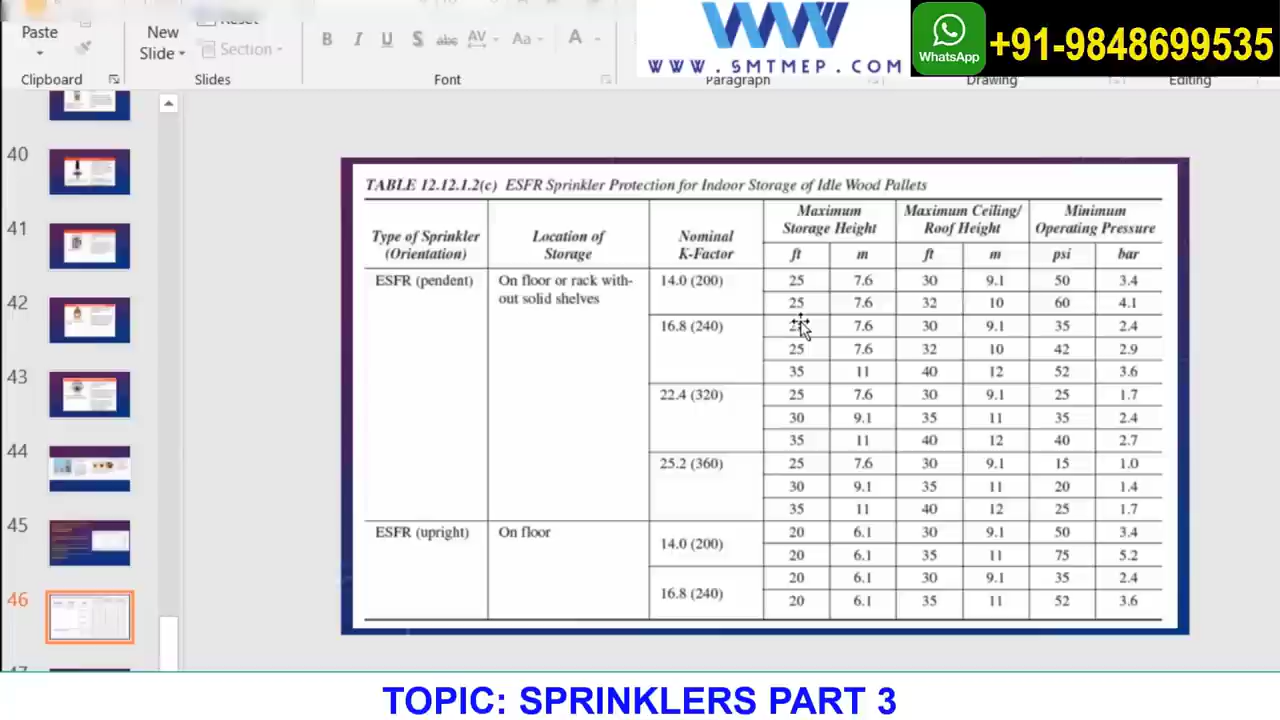 Paste
New
Slide
Reset
Section
B I U S abc AV Aa A
Clipboard
Slides
Font
Paragraph
Drawing
Editing
WWW.SMTMEP.COM
WhatsApp
+91-9848699535
40
41
42
43
44
45
46
47
TABLE 12.12.1.2(c) ESFR Sprinkler Protection for Indoor Storage of Idle Wood Pallets
Type of Sprinkler (Orientation) Location of Storage Nominal K-Factor Maximum Storage Height Maximum Ceiling/ Roof Height Minimum Operating Pressure
ft m ft m psi bar
ESFR (pendent) On floor or rack with- 14.0 (200) 25 7.6 30 9.1 50 3.4
out solid shelves 25 7.6 32 10 60 4.1
16.8 (240) 7.6 30 9.1 35 2.4
25 7.6 32 10 42 2.9
35 11 40 12 52 3.6
22.4 (320) 25 7.6 30 9.1 25 1.7
30 9.1 35 11 35 2.4
35 11 40 12 40 2.7
25.2 (360) 25 7.6 30 9.1 15 1.0
30 9.1 35 11 20 1.4
35 11 40 12 25 1.7
ESFR (upright) On floor 14.0 (200) 20 6.1 30 9.1 50 3.4
20 6.1 35 11 75 5.2
16.8 (240) 20 6.1 30 9.1 35 2.4
20 6.1 35 11 52 3.6
TOPIC: SPRINKLERS PART 3